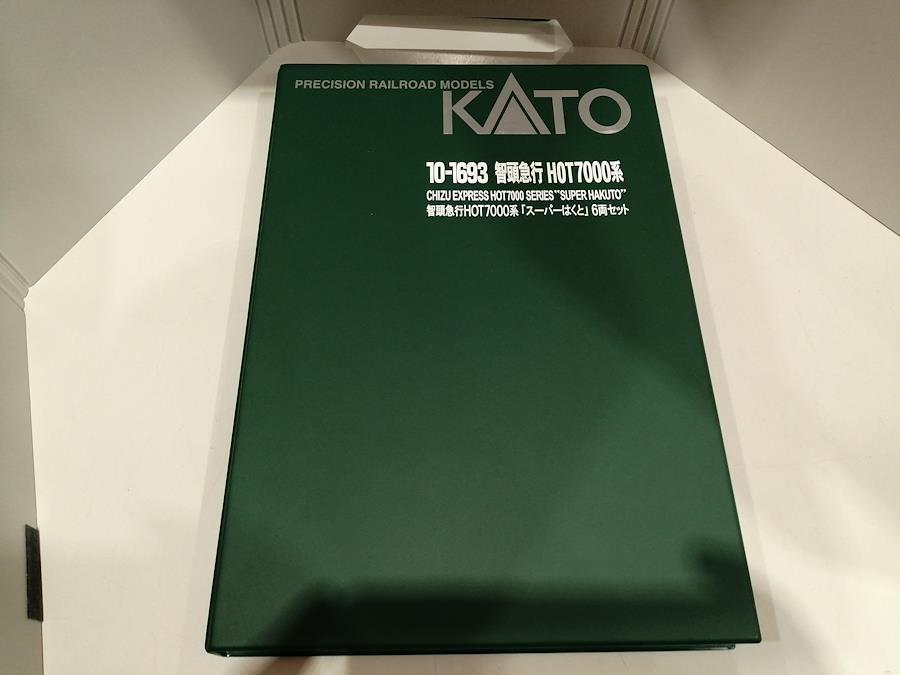 PRECISION RAILROAD MODELS
KATO
10-1693 智頭急行 HOT7000系
CHIZU EXPRESS HOT7000 SERIES "SUPER HAKUTO"
智頭急行HOT7000系「スーパーはくと」6両セット